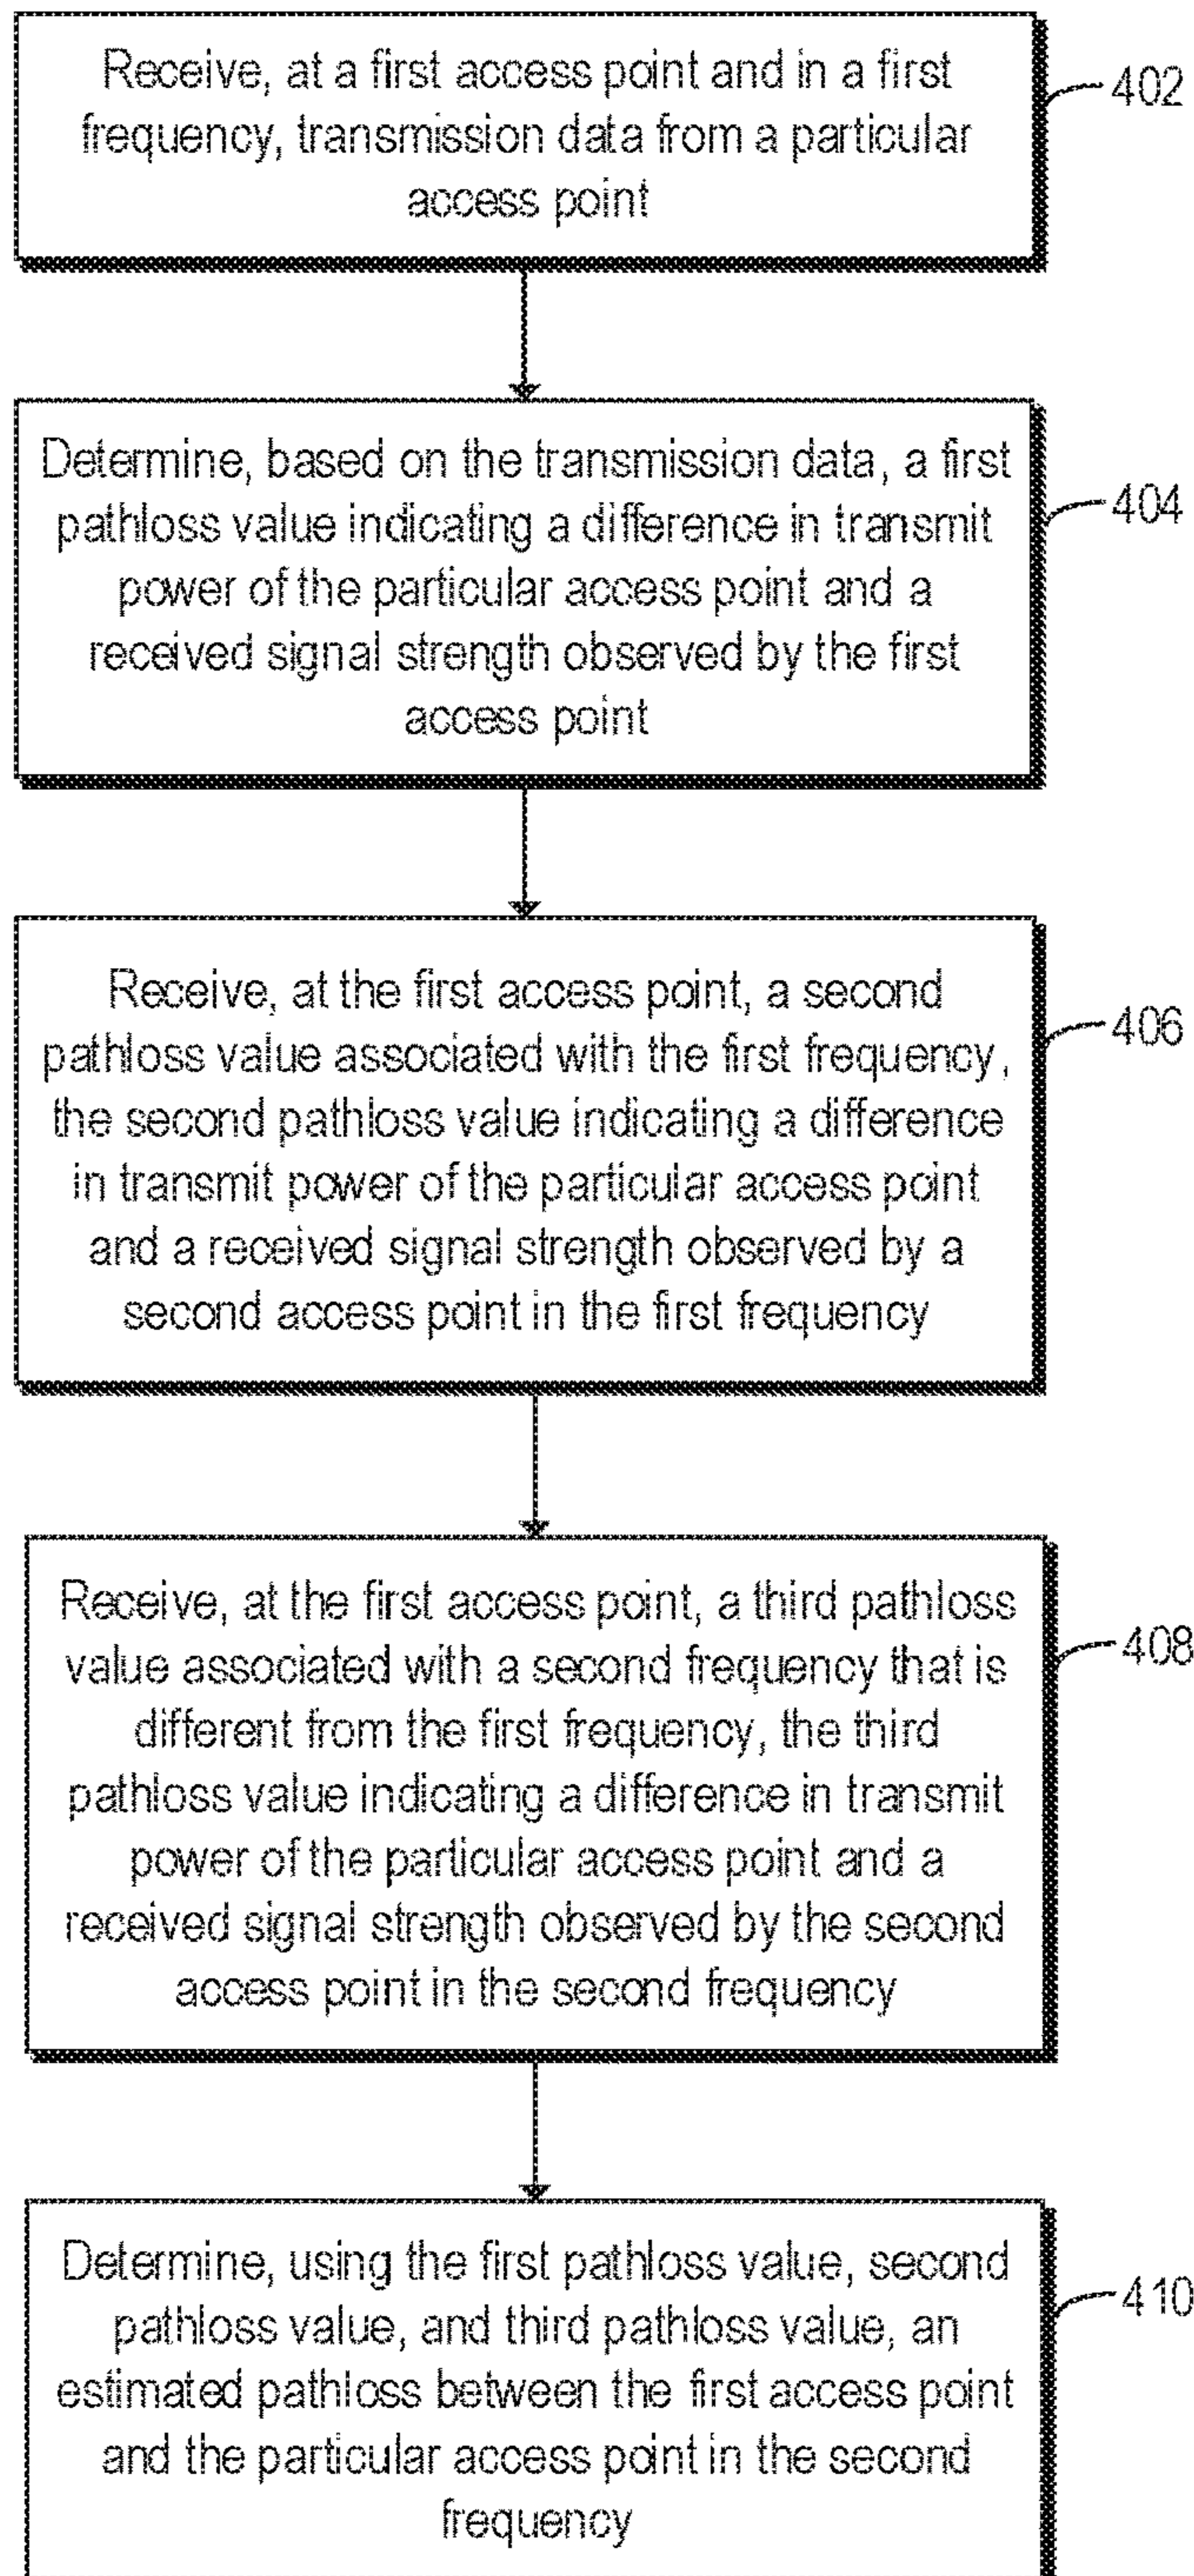 Receive, at a first access point and in a first
frequency, transmission data from a particular
access point
402
Determine, based on the transmission data, a first
pathloss value indicating a difference in transmit
power of the particular access point and a
received signal strength observed by the first
access point
404
Receive, at the first access point, a second
pathloss value associated with the first frequency,
the second pathloss value indicating a difference
in transmit power of the particular access point
and a received signal strength observed by a
second access point in the first frequency
406
Receive, at the first access point, a third pathloss
value associated with a second frequency that is
different from the first frequency, the third
pathloss value indicating a difference in transmit
power of the particular access point and a
received signal strength observed by the second
access point in the second frequency
408
Determine, using the first pathloss value, second
pathloss value, and third pathloss value, an
estimated pathloss between the first access point
and the particular access point in the second
frequency
410